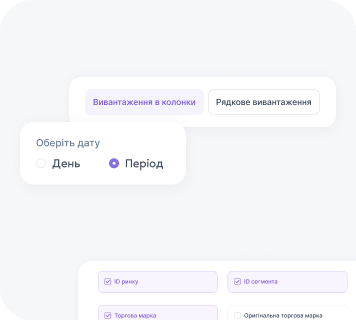 Вивантаження в колонки Рядкове вивантаження
Оберіть дату
День Період
ID ринку ID сегмента
Торгова марка Оригінальна торгова марка